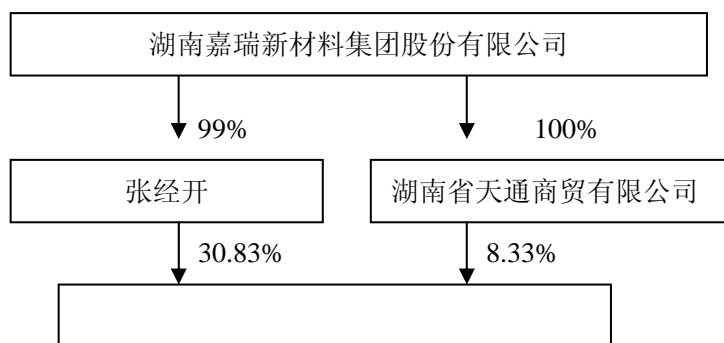 湖南嘉瑞新材料集团股份有限公司
99% 100%
张经开 湖南省天通商贸有限公司
30.83% 8.33%